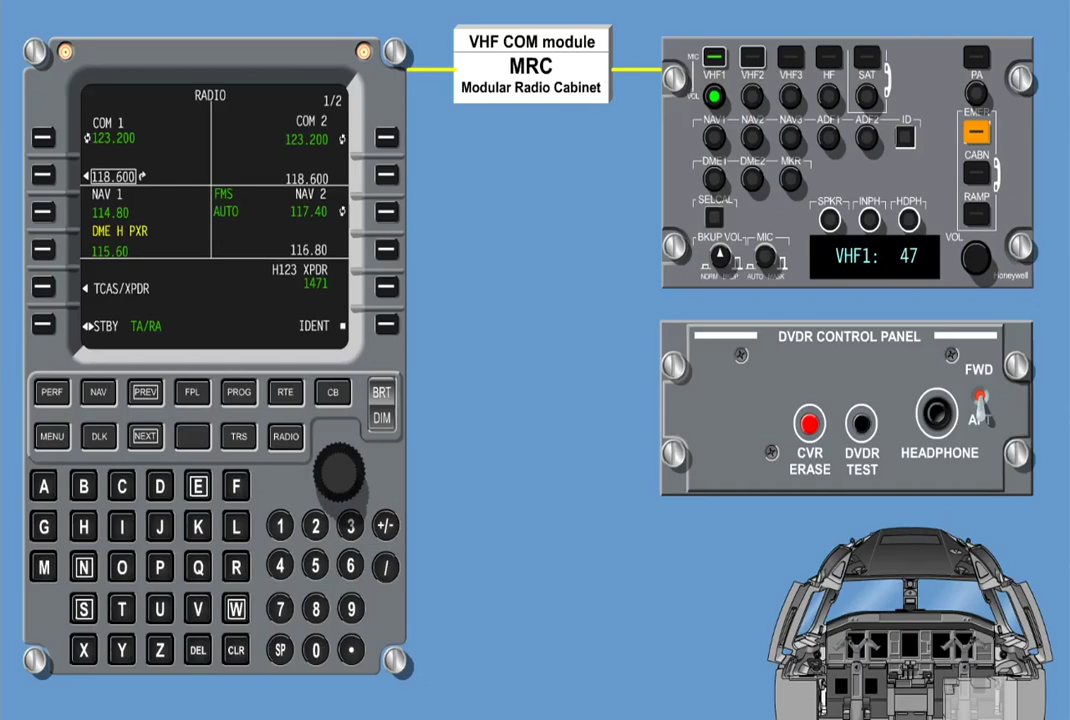 VHF COM module
MRC
Modular Radio Cabinet
RADIO
1/2
COM 1
COM 2
123.200
123.200
118.600
118.600
NAV 1
FMS
NAV 2
114.80
AUTO
117.40
DME H PXR
115.60
116.80
H123 XPDR
1471
TCAS/XPDR
STBY
TA/RA
IDENT
PERF
NAV
PREV
FPL
PROG
RTE
CB
BRT
DIM
MENU
DLK
NEXT
TRS
RADIO
A B C D E F
G H I J K L
M N O P Q R
S T U V W
X Y Z DEL CLR
1 2 3 +/-
4 5 6 /
7 8 9
SP 0 •
MIC
VHF1 VHF2 VHF3 HF SAT
PA
VOL
NAV1 NAV2 NAV3 ADF1 ADF2 ID
EMER
DME1 DME2 MKR
CABN
SELCAL
SPKR INPH HDPH
RAMP
BKUP VOL
MIC
VOL
VHF1: 47
NORM
AUTO MASK
Honeywell
DVDR CONTROL PANEL
FWD
CVR
ERASE
DVDR
TEST
HEADPHONE